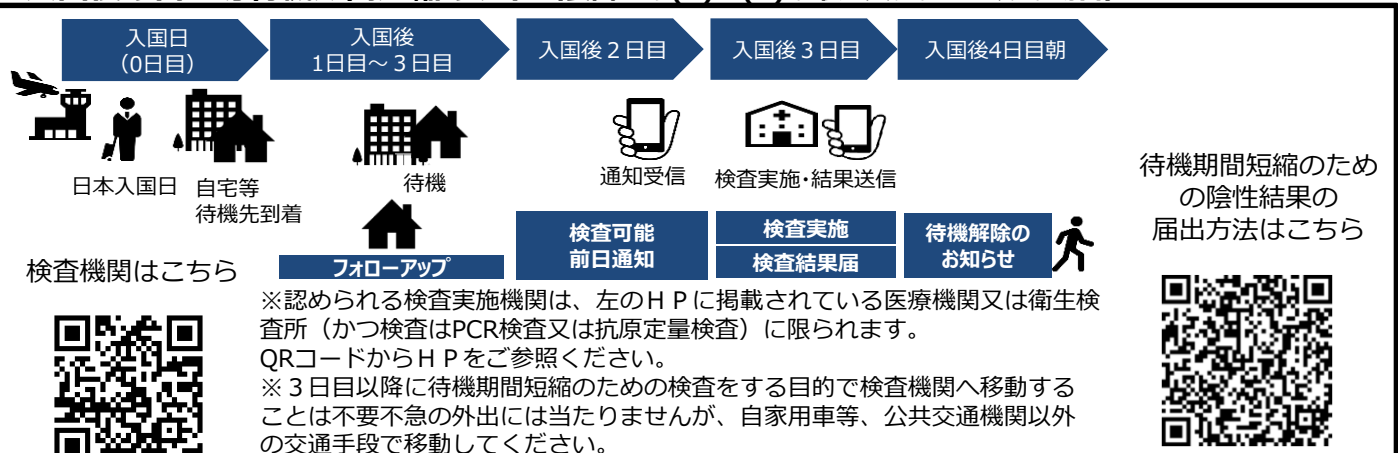 入国日
（0日目）
入国後
1日目～３日目
入国後２日目
入国後３日目
入国後4日目朝
日本入国日
自宅等
待機先到着
待機
通知受信
検査実施・結果送信
フォローアップ
検査可能
前日通知
検査実施
検査結果届
待機解除の
お知らせ
待機期間短縮のため
の陰性結果の
届出方法はこちら
検査機関はこちら
※認められる検査実施機関は、左のＨＰに掲載されている医療機関又は衛生検
査所（かつ検査はPCR検査又は抗原定量検査）に限られます。
QRコードからＨＰをご参照ください。
※３日目以降に待機期間短縮のための検査をする目的で検査機関へ移動する
ことは不要不急の外出には当たりませんが、自家用車等、公共交通機関以外
の交通手段で移動してください。